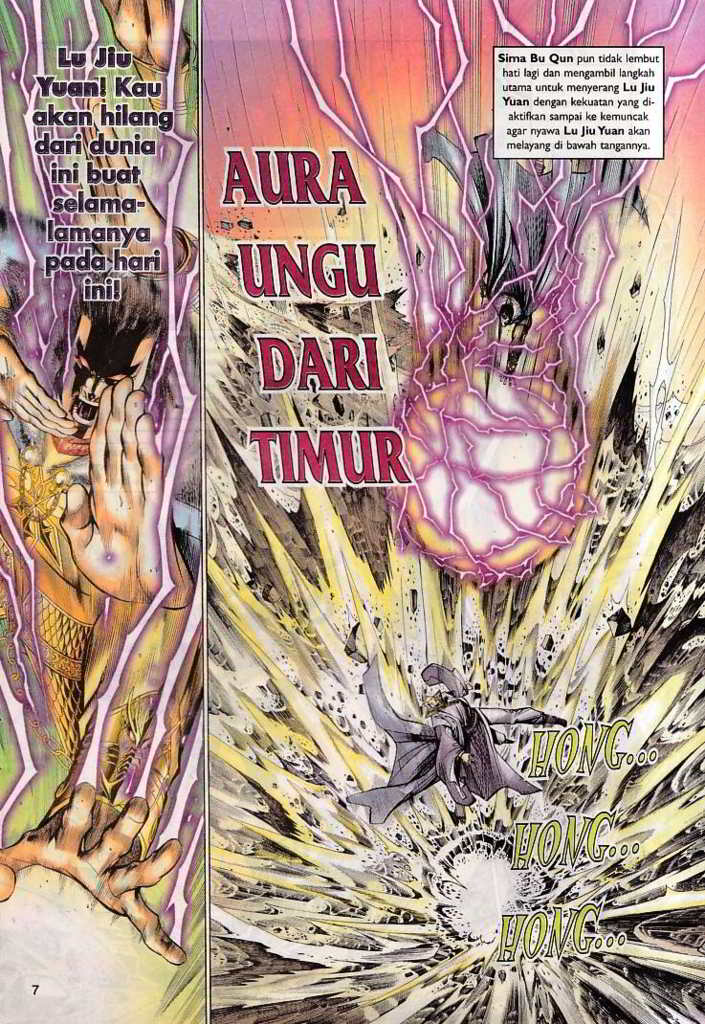 Lu Jiu
Yuan! Kau
akan hilang
dari dunia
ini buat
selama-
lamanya
pada hari
ini!
Sima Bu Qun pun tidak lembut
hati lagi dan mengambil langkah
utama untuk menyerang Lu Jiu
Yuan dengan kekuatan yang di-
aktifkan sampai ke kemuncak
agar nyawa Lu Jiu Yuan akan
melayang di bawah tangannya.
AURA
UNGU
DARI
TIMUR
HONG...
HONG...
HONG...
7